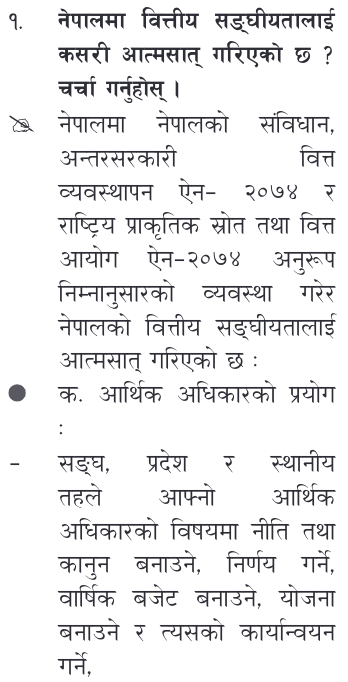 १. नेपालमा वित्तीय सङ्घीयतालाई
कसरी आत्मसात् गरिएको छ ?
चर्चा गर्नुहोस् ।
✍ नेपालमा नेपालको संविधान,
अन्तरसरकारी वित्त
व्यवस्थापन ऐन- २०७४ र
राष्ट्रिय प्राकृतिक स्रोत तथा वित्त
आयोग ऐन-२०७४ अनुरूप
निम्नानुसारको व्यवस्था गरेर
नेपालको वित्तीय सङ्घीयतालाई
आत्मसात् गरिएको छ :
● क. आर्थिक अधिकारको प्रयोग
:
- सङ्घ, प्रदेश र स्थानीय
तहले आफ्नो आर्थिक
अधिकारको विषयमा नीति तथा
कानुन बनाउने, निर्णय गर्ने,
वार्षिक बजेट बनाउने, योजना
बनाउने र त्यसको कार्यान्वयन
गर्ने,